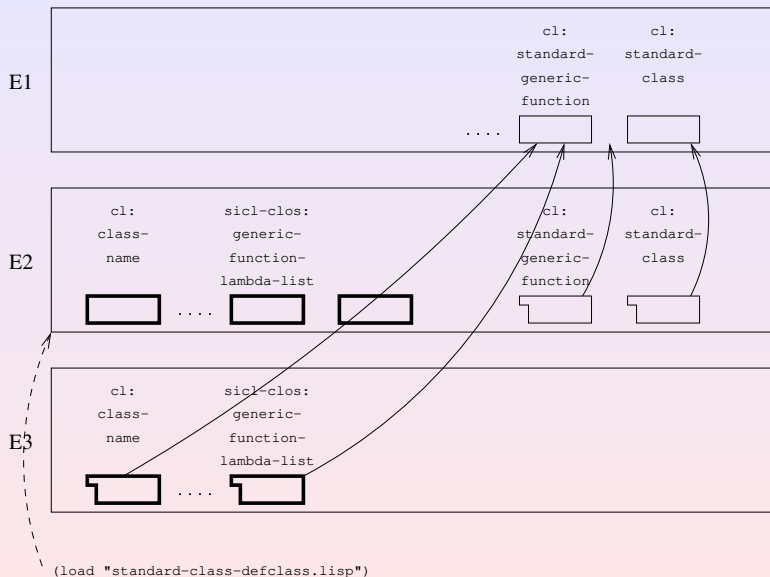 cl:
standard-
generic-
function
cl:
standard-
class
E1
....
cl:
class-
name
sicl-clos:
generic-
function-
lambda-list
cl:
standard-
generic-
function
cl:
standard-
class
E2
....
cl:
class-
name
sicl-clos:
generic-
function-
lambda-list
E3
....
(load "standard-class-defclass.lisp")